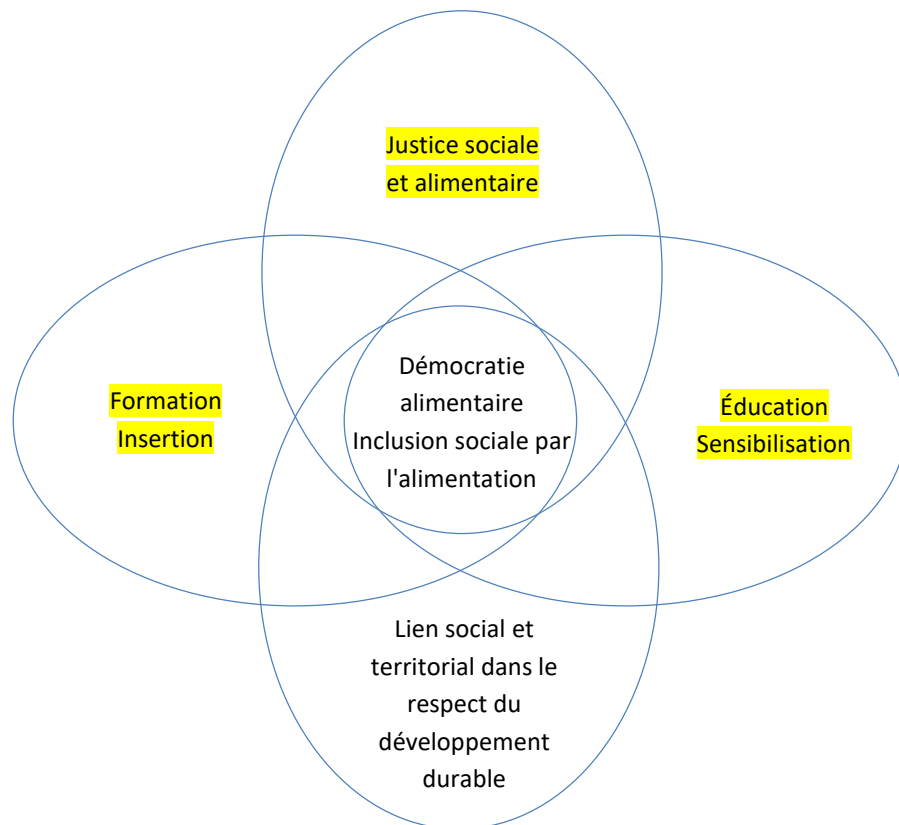 Justice sociale
et alimentaire
Formation
Insertion
Démocratie
alimentaire
Inclusion sociale par
l'alimentation
Éducation
Sensibilisation
Lien social et
territorial dans le
respect du
développement
durable